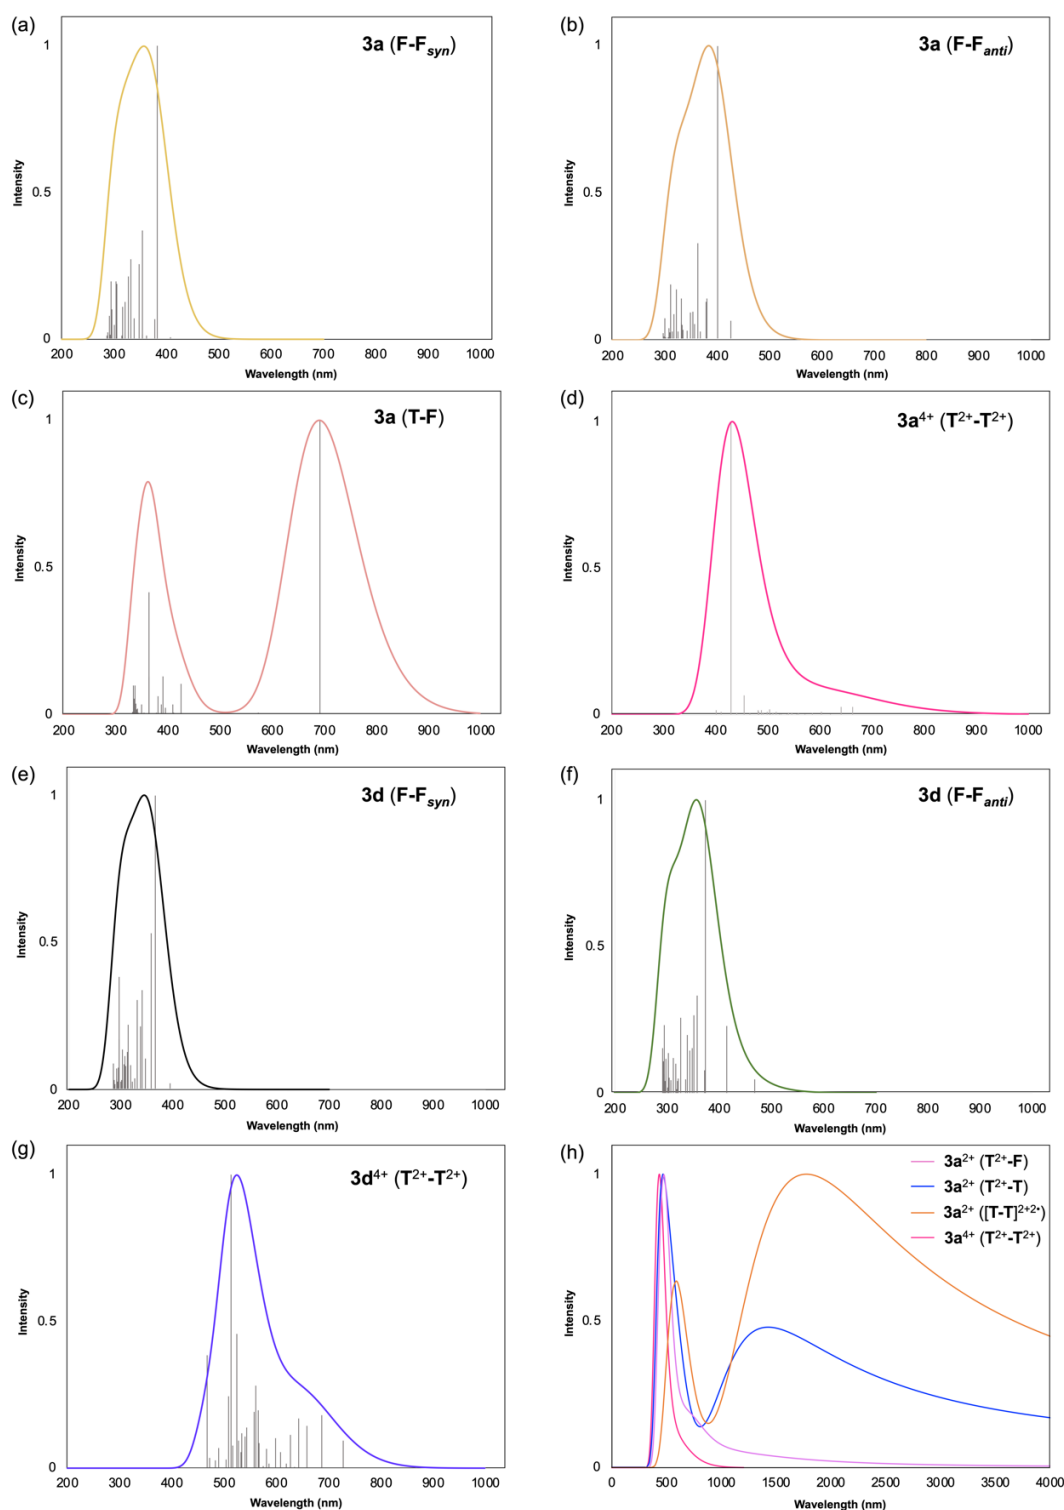 (a)
3a (F-Fsyn)
1
0.5
0
Intensity
200 300 400 500 600 700 800 900 1000
Wavelength (nm)
(b)
3a (F-Fanti)
1
0.5
0
Intensity
200 300 400 500 600 700 800 900 1000
Wavelength (nm)
(c)
3a (T-F)
1
0.5
0
Intensity
200 300 400 500 600 700 800 900 1000
Wavelength (nm)
(d)
3a⁴⁺ (T²⁺-T²⁺)
1
0.5
0
Intensity
200 300 400 500 600 700 800 900 1000
Wavelength (nm)
(e)
3d (F-Fsyn)
1
0.5
0
Intensity
200 300 400 500 600 700 800 900 1000
Wavelength (nm)
(f)
3d (F-Fanti)
1
0.5
0
Intensity
200 300 400 500 600 700 800 900 1000
Wavelength (nm)
(g)
3d⁴⁺ (T²⁺-T²⁺)
1
0.5
0
Intensity
200 300 400 500 600 700 800 900 1000
Wavelength (nm)
(h)
3a²⁺ (T²⁺-F)
3a²⁺ (T²⁺-T)
3a²⁺ ([T-T]²⁺²•)
3a⁴⁺ (T²⁺-T²⁺)
1
0.5
0
Intensity
0 500 1000 1500 2000 2500 3000 3500 4000
Wavelength (nm)